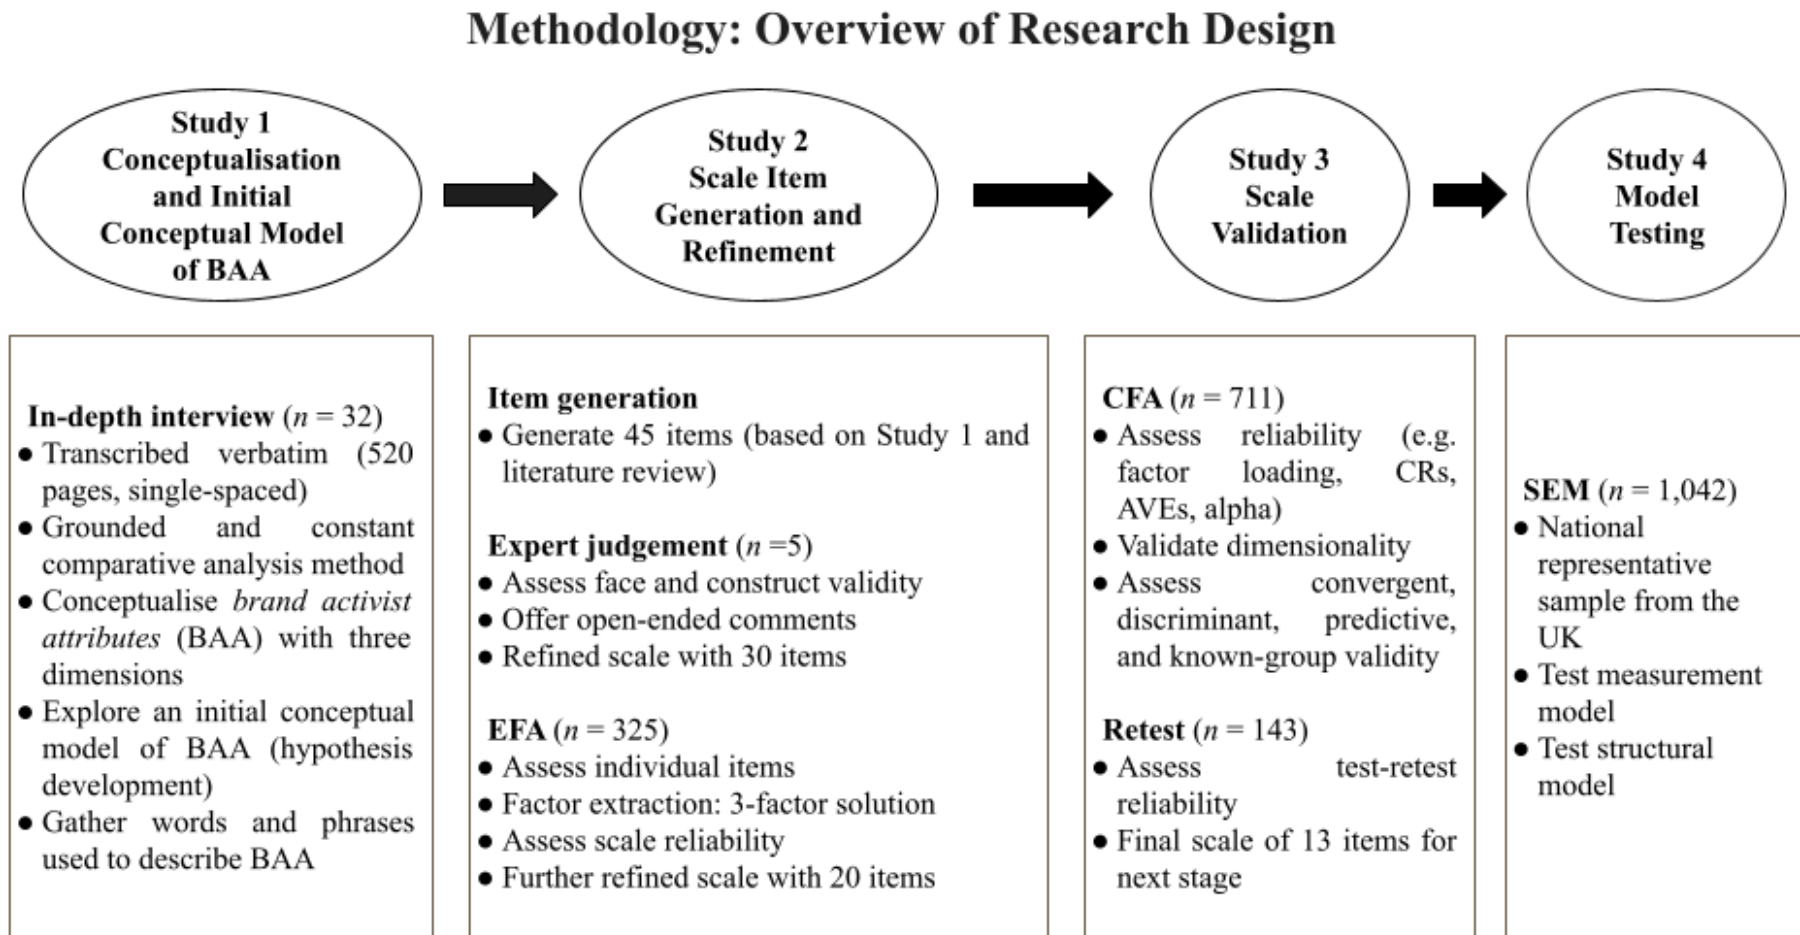 Methodology: Overview of Research Design
Study 1
Conceptualisation
and Initial
Conceptual Model
of BAA
Study 2
Scale Item
Generation and
Refinement
Study 3
Scale
Validation
Study 4
Model
Testing
In-depth interview (n = 32)
● Transcribed verbatim (520
pages, single-spaced)
● Grounded and constant
comparative analysis method
● Conceptualise brand activist
attributes (BAA) with three
dimensions
● Explore an initial conceptual
model of BAA (hypothesis
development)
● Gather words and phrases
used to describe BAA
Item generation
● Generate 45 items (based on Study 1 and
literature review)
Expert judgement (n =5)
● Assess face and construct validity
● Offer open-ended comments
● Refined scale with 30 items
EFA (n = 325)
● Assess individual items
● Factor extraction: 3-factor solution
● Assess scale reliability
● Further refined scale with 20 items
CFA (n = 711)
● Assess reliability (e.g.
factor loading, CRs,
AVEs, alpha)
● Validate dimensionality
● Assess convergent,
discriminant, predictive,
and known-group validity
Retest (n = 143)
● Assess test-retest
reliability
● Final scale of 13 items for
next stage
SEM (n = 1,042)
● National
representative
sample from the
UK
● Test measurement
model
● Test structural
model